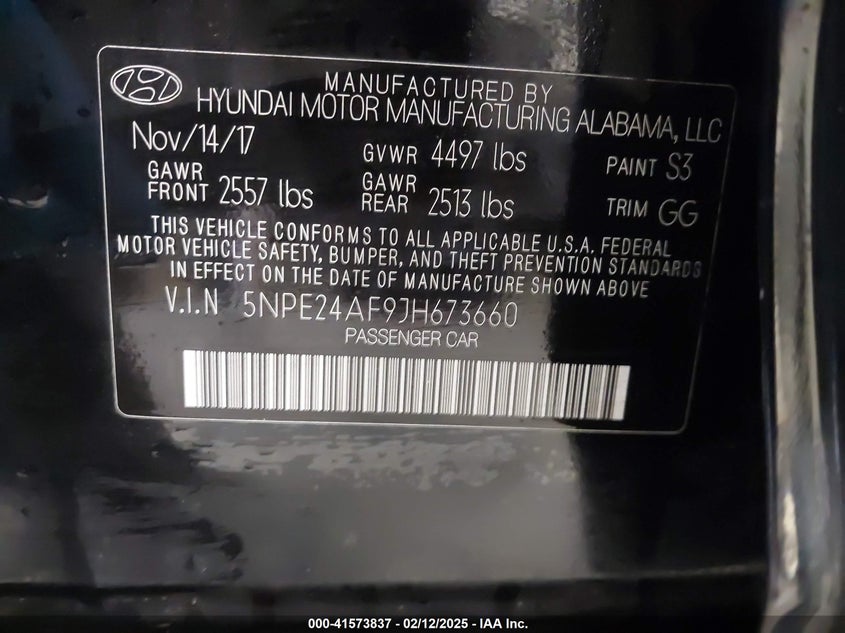 MANUFACTURED BY
HYUNDAI MOTOR MANUFACTURING ALABAMA, LLC
Nov/14/17 GVWR 4497 lbs PAINT S3
GAWR FRONT 2557 lbs GAWR REAR 2513 lbs TRIM GG
THIS VEHICLE CONFORMS TO ALL APPLICABLE U.S.A. FEDERAL
MOTOR VEHICLE SAFETY, BUMPER, AND THEFT PREVENTION STANDARDS
IN EFFECT ON THE DATE OF MANUFACTURE SHOWN ABOVE
V.I.N 5NPE24AF9JH673660
PASSENGER CAR
000-41573837 - 02/12/2025 - IAA Inc.